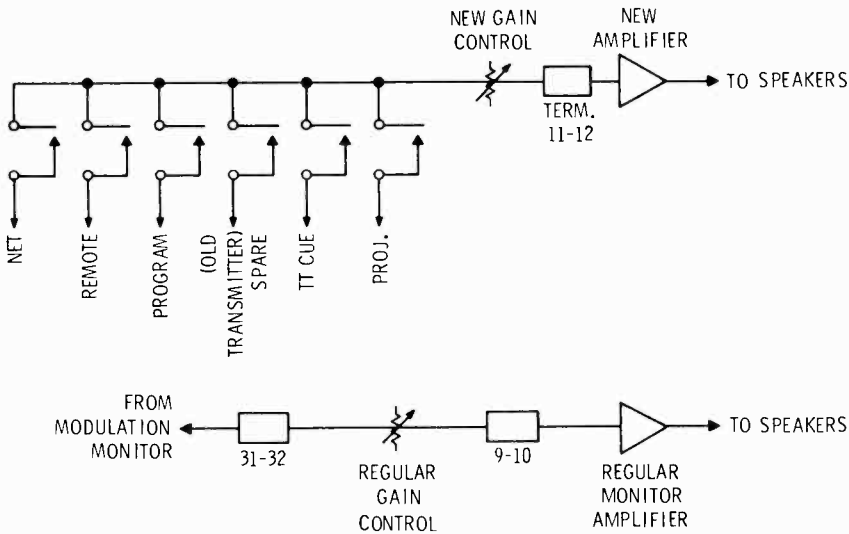 NEW GAIN
CONTROL
NEW
AMPLIFIER
TO SPEAKERS
TERM.
11-12
NET
REMOTE
PROGRAM
(OLD
TRANSMITTER)
SPARE
TT CUE
PROJ.
FROM
MODULATION
MONITOR
31-32
REGULAR
GAIN
CONTROL
9-10
REGULAR
MONITOR
AMPLIFIER
TO SPEAKERS